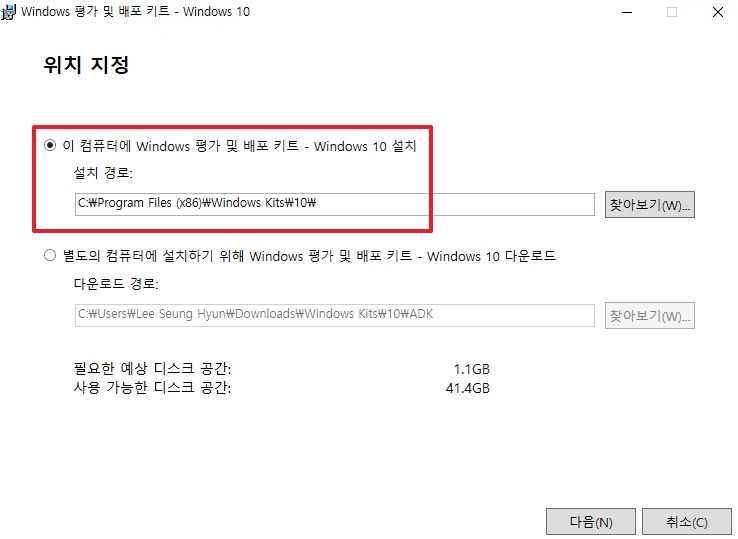 Windows 평가 및 배포 키트 - Windows 10
위치 지정
이 컴퓨터에 Windows 평가 및 배포 키트 - Windows 10 설치
설치 경로:
C:₩Program Files (x86)₩Windows Kits₩10₩
찾아보기(W)...
별도의 컴퓨터에 설치하기 위해 Windows 평가 및 배포 키트 - Windows 10 다운로드
다운로드 경로:
C:₩Users₩Lee Seung Hyun₩Downloads₩Windows Kits₩10₩ADK
찾아보기(W)...
필요한 예상 디스크 공간: 1.1GB
사용 가능한 디스크 공간: 41.4GB
다음(N) 취소(C)